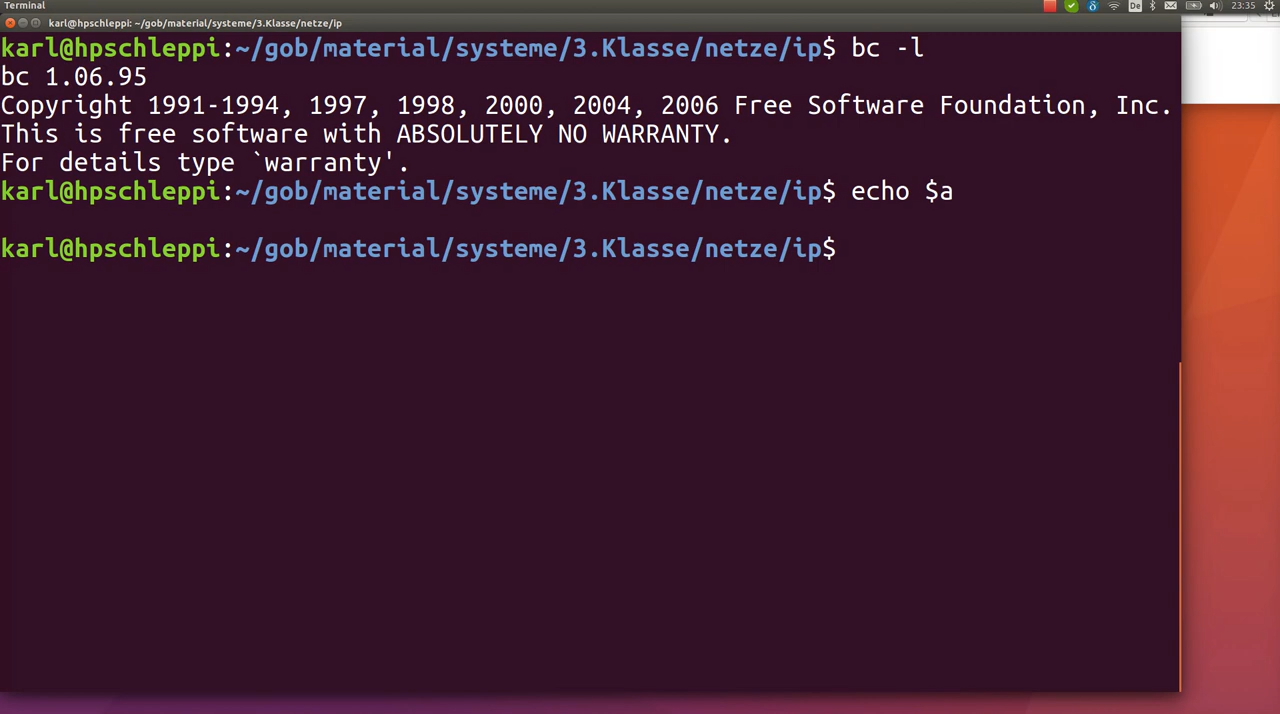 Terminal
De
23:35
karl@hpschleppi: ~/gob/material/systeme/3.Klasse/netze/ip
karl@hpschleppi:~/gob/material/systeme/3.Klasse/netze/ip$ bc -l
bc 1.06.95
Copyright 1991-1994, 1997, 1998, 2000, 2004, 2006 Free Software Foundation, Inc.
This is free software with ABSOLUTELY NO WARRANTY.
For details type `warranty'.
karl@hpschleppi:~/gob/material/systeme/3.Klasse/netze/ip$ echo $a
karl@hpschleppi:~/gob/material/systeme/3.Klasse/netze/ip$